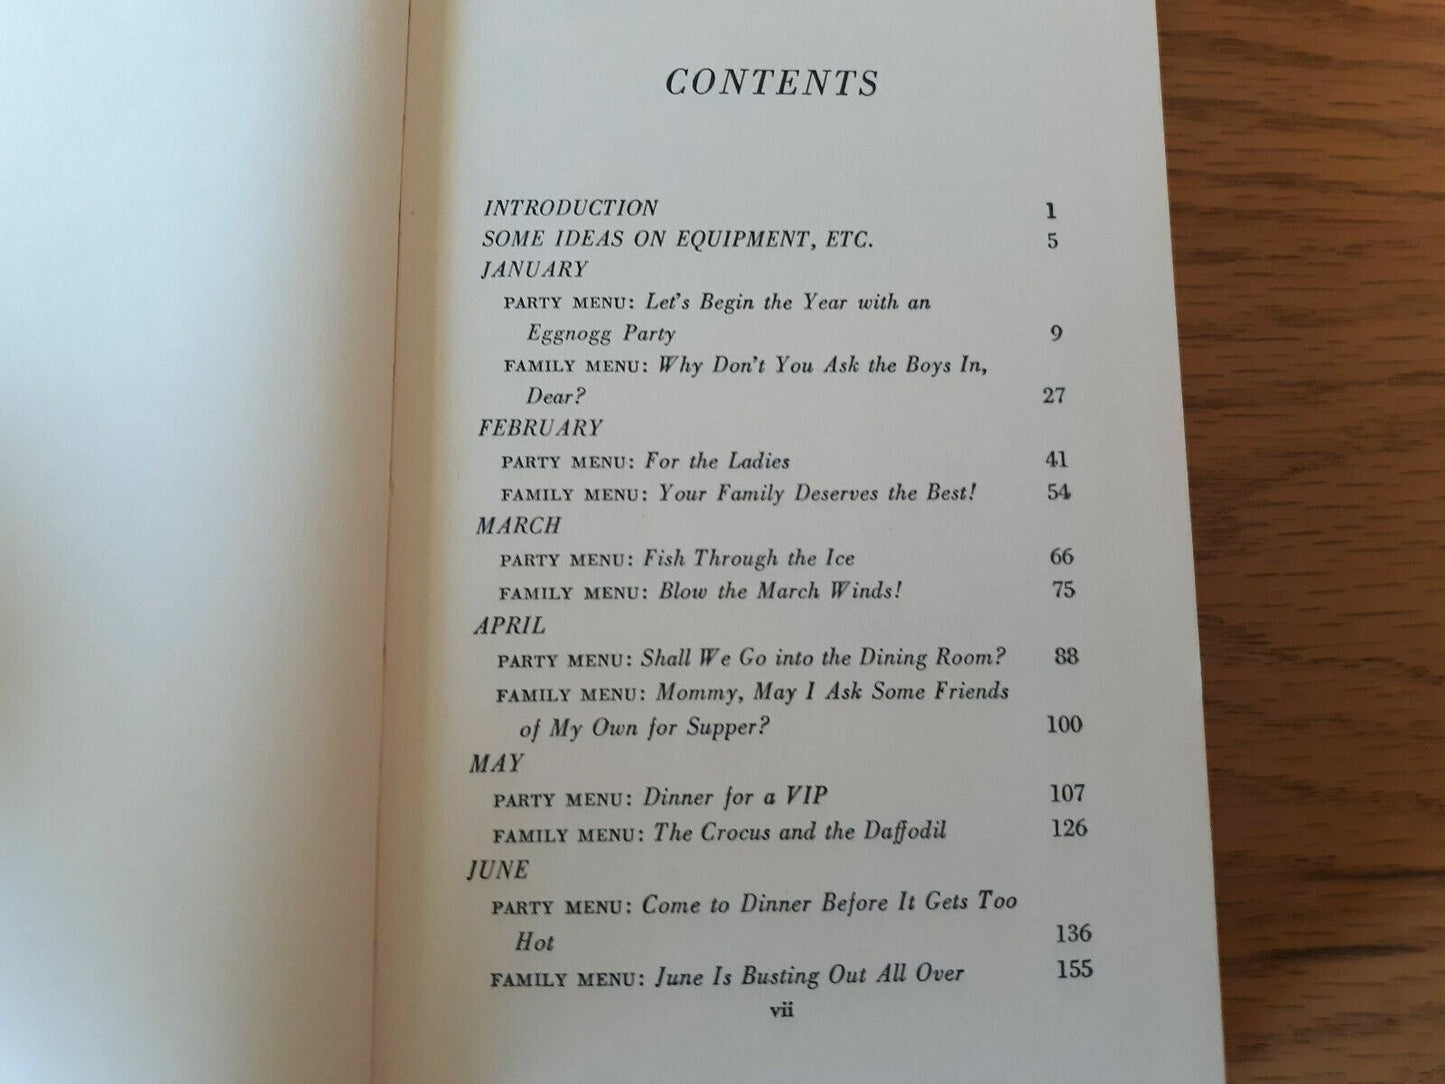 CONTENTS
INTRODUCTION 1
SOME IDEAS ON EQUIPMENT, ETC. 5
JANUARY
PARTY MENU: Let's Begin the Year with an
Eggnogg Party 9
FAMILY MENU: Why Don't You Ask the Boys In,
Dear? 27
FEBRUARY
PARTY MENU: For the Ladies 41
FAMILY MENU: Your Family Deserves the Best! 54
MARCH
PARTY MENU: Fish Through the Ice 66
FAMILY MENU: Blow the March Winds! 75
APRIL
PARTY MENU: Shall We Go into the Dining Room? 88
FAMILY MENU: Mommy, May I Ask Some Friends
of My Own for Supper? 100
MAY
PARTY MENU: Dinner for a VIP 107
FAMILY MENU: The Crocus and the Daffodil 126
JUNE
PARTY MENU: Come to Dinner Before It Gets Too
Hot 136
FAMILY MENU: June Is Busting Out All Over 155
vii